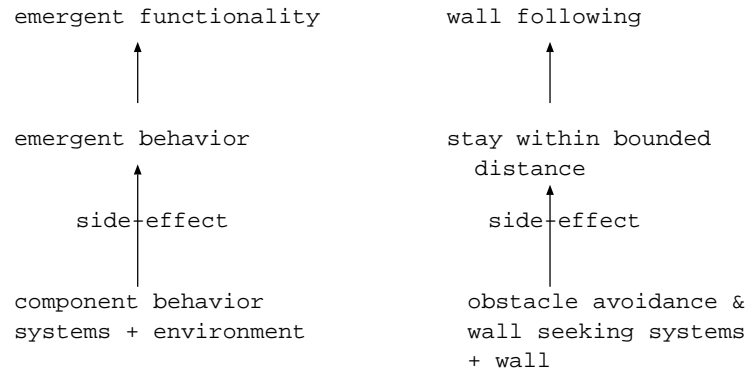 emergent functionality
wall following
emergent behavior
stay within bounded
distance
side-effect
side-effect
component behavior
systems + environment
obstacle avoidance &
wall seeking systems
+ wall